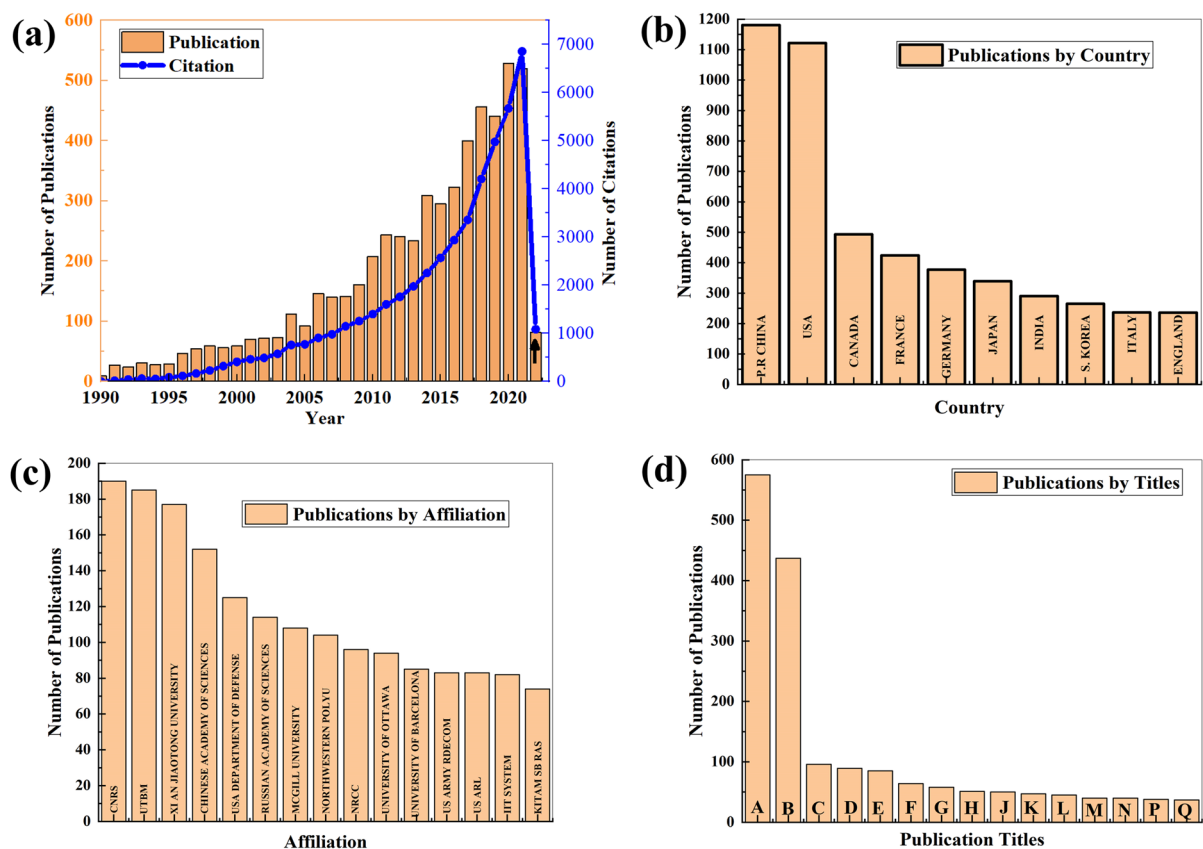 (a)
Publication
Citation
Number of Publications
600
500
400
300
200
100
0
7000
6000
5000
4000
3000
2000
1000
0
Number of Citations
1990
1995
2000
2005
2010
2015
2020
Year
(b)
Publications by Country
Number of Publications
1200
1100
1000
900
800
700
600
500
400
300
200
100
0
P.R CHINA
USA
CANADA
FRANCE
GERMANY
JAPAN
INDIA
S. KOREA
ITALY
ENGLAND
Country
(c)
Publications by Affiliation
Number of Publications
200
180
160
140
120
100
80
60
40
20
0
CNRS
UTBM
XI AN JIAOTONG UNIVERSITY
CHINESE ACADEMY OF SCIENCES
USA DEPARTMENT OF DEFENSE
RUSSIAN ACADEMY OF SCIENCES
MCGILL UNIVERSITY
NORTHWESTERN POLYU
NRCC
UNIVERSITY OF OTTAWA
UNIVERSITY OF BARCELONA
US ARMY RDECOM
US ARL
IIT SYSTEM
KITAM SB RAS
Affiliation
(d)
Publications by Titles
Number of Publications
600
500
400
300
200
100
0
A
B
C
D
E
F
G
H
J
K
L
M
N
P
Q
Publication Titles